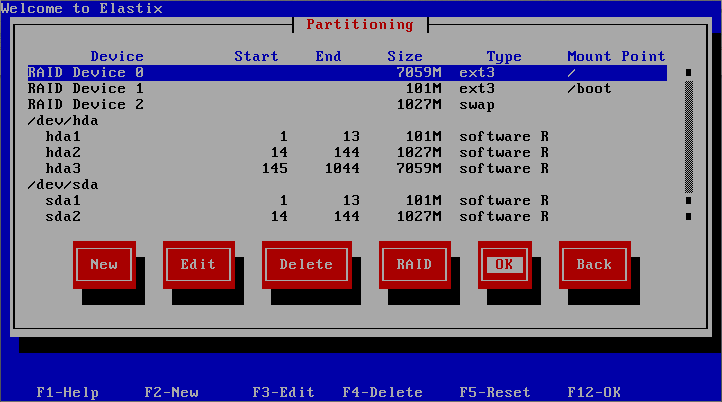 Welcome to Elastix
Partitioning
Device Start End Size Type Mount Point
RAID Device 0 7059M ext3 /
RAID Device 1 101M ext3 /boot
RAID Device 2 1027M swap
/dev/hda
hda1 1 13 101M software R
hda2 14 144 1027M software R
hda3 145 1044 7059M software R
/dev/sda
sda1 1 13 101M software R
sda2 14 144 1027M software R
New Edit Delete RAID OK Back
F1-Help F2-New F3-Edit F4-Delete F5-Reset F12-OK